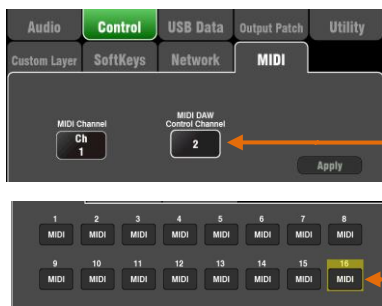 Audio Control USB Data Output Patch Utility
Custom Layer SoftKeys Network MIDI
MIDI Channel
Ch
1
MIDI DAW
Control Channel
2
Apply
1 2 3 4 5 6 7 8
MIDI MIDI MIDI MIDI MIDI MIDI MIDI MIDI
9 10 11 12 13 14 15 16
MIDI MIDI MIDI MIDI MIDI MIDI MIDI MIDI